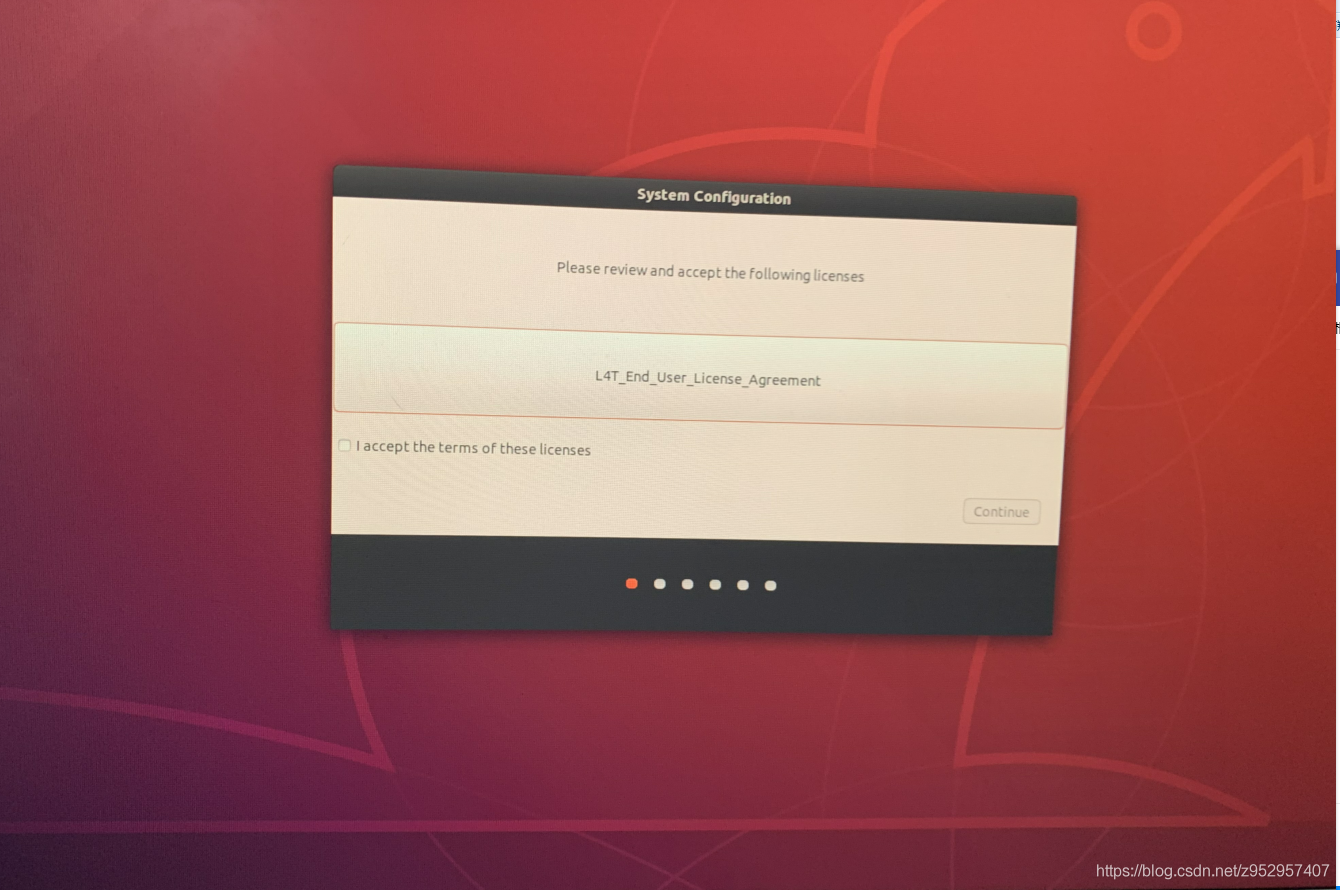 System Configuration
Please review and accept the following licenses
L4T_End_User_License_Agreement
I accept the terms of these licenses
Continue
https://blog.csdn.net/z952957407